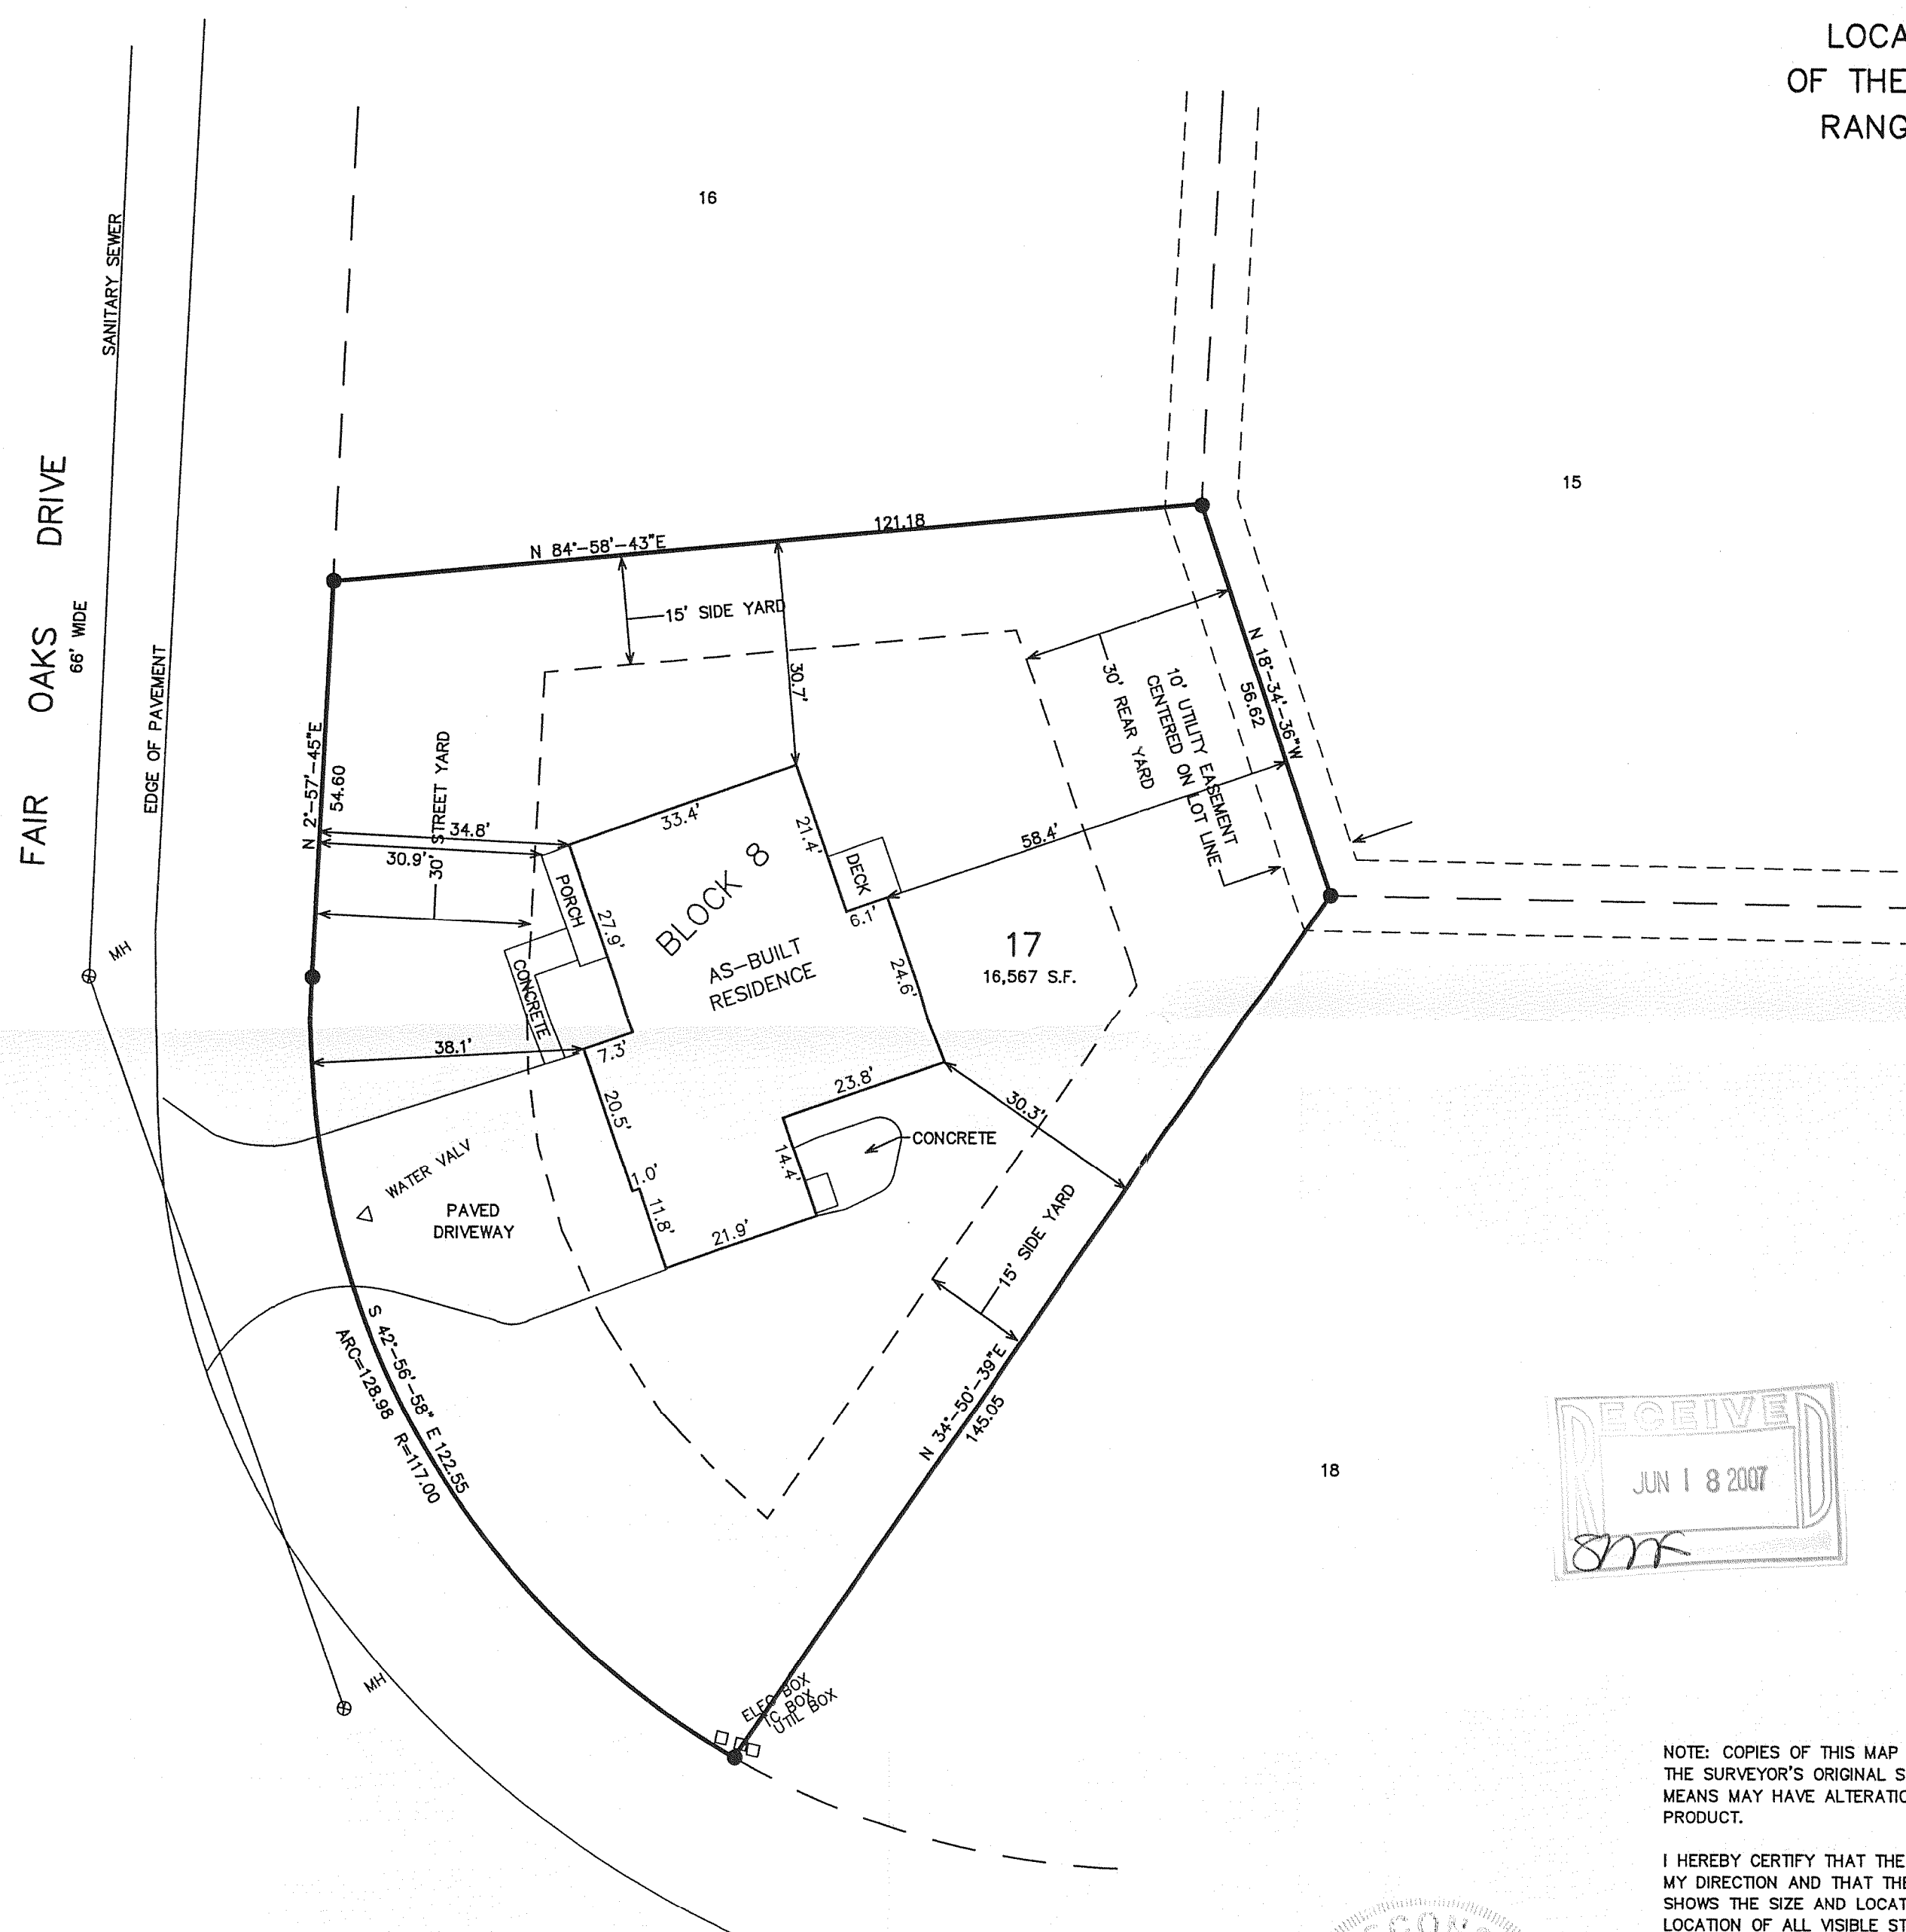 LOCA
OF THE
RANG
16
15
SANITARY SEWER
FAIR OAKS DRIVE
66' WIDE
EDGE OF PAVEMENT
N 84°-58'-43"E
121.18
15' SIDE YARD
30.7'
30' REAR YARD
10' UTILITY EASEMENT
CENTERED ON LOT LINE
N 18°-34'-36"W
56.62
N 2°-57'-45"E
54.60
30' STREET YARD
34.8'
30.9'
33.4'
21.4'
58.4'
DECK
6.1'
PORCH
27.9'
BLOCK 8
AS-BUILT
RESIDENCE
17
16,567 S.F.
24.6'
CONCRETE
MH
38.1'
7.3'
20.5'
23.8'
30.3'
CONCRETE
14.4'
1.0'
11.8'
21.9'
WATER VALV
PAVED
DRIVEWAY
15' SIDE YARD
S 42°-56'-58" E 122.55
ARC=128.98 R=117.00
N 34°-50'-39"E
145.05
18
RECEIVED
JUN 18 2007
MH
ELEC BOX
TC BOX
UTIL BOX
NOTE: COPIES OF THIS MAP
THE SURVEYOR'S ORIGINAL S
MEANS MAY HAVE ALTERATIO
PRODUCT.
I HEREBY CERTIFY THAT THE
MY DIRECTION AND THAT THE
SHOWS THE SIZE AND LOCAT
LOCATION OF ALL VISIBLE ST